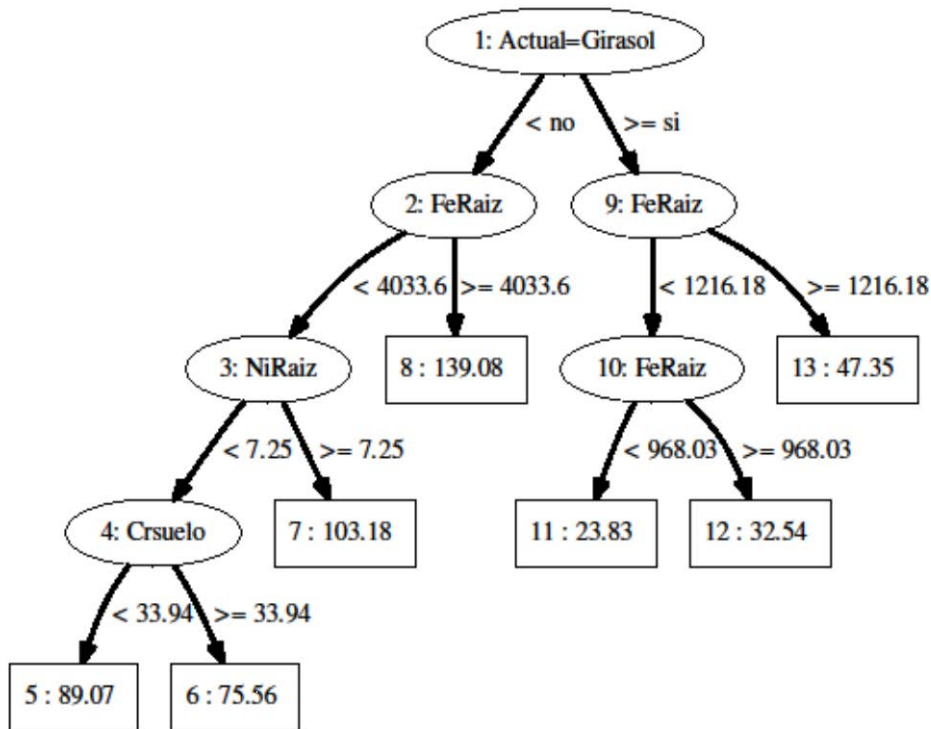 1: Actual=Girasol
< no >= si
2: FeRaiz 9: FeRaiz
< 4033.6 >= 4033.6 < 1216.18 >= 1216.18
3: NiRaiz 8 : 139.08 10: FeRaiz 13 : 47.35
< 7.25 >= 7.25 < 968.03 >= 968.03
4: Crsuelo 7 : 103.18 11 : 23.83 12 : 32.54
< 33.94 >= 33.94
5 : 89.07 6 : 75.56